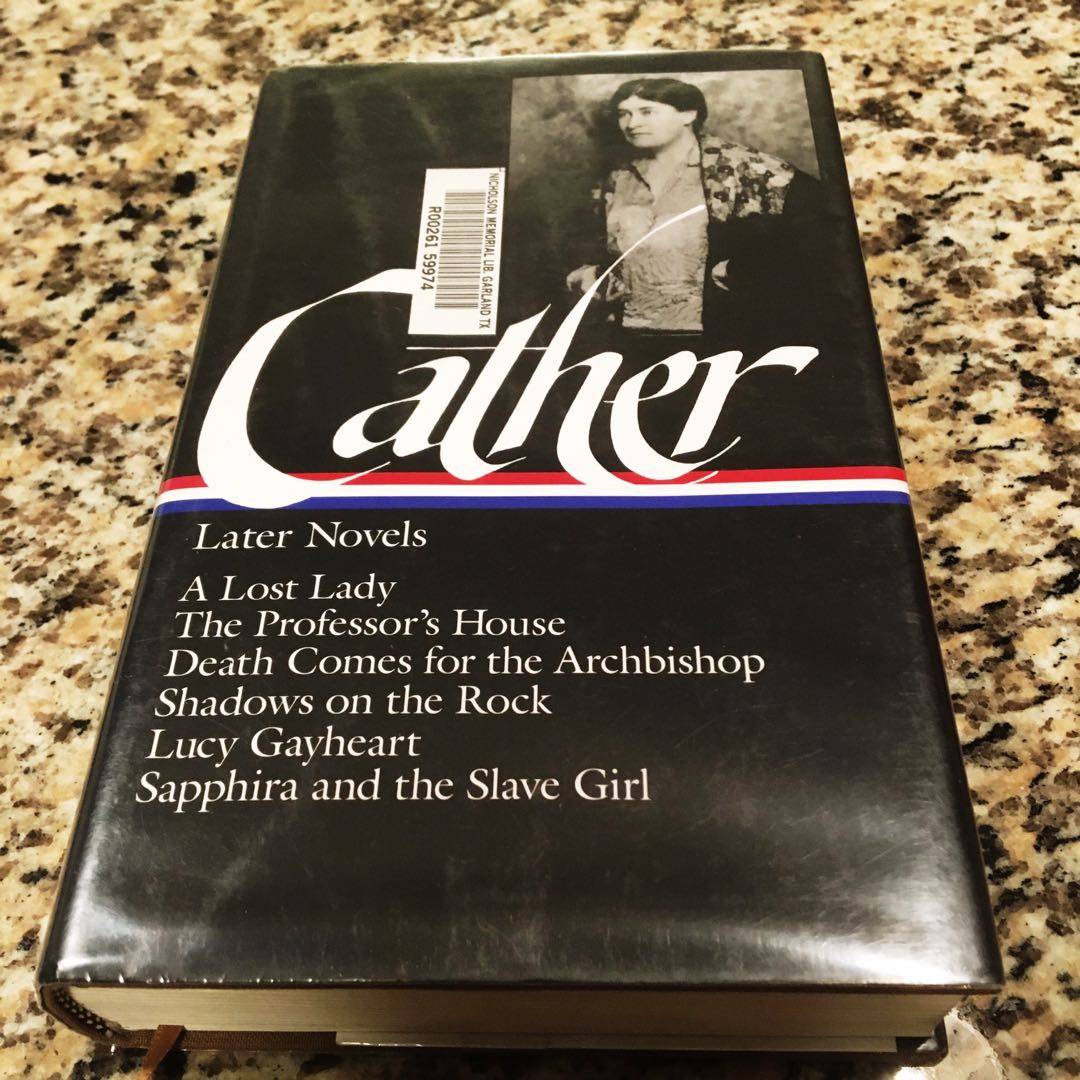 NICHOLSON MEMORIAL LIB. GARLAND TX
R00261 59974
Cather
Later Novels
A Lost Lady
The Professor's House
Death Comes for the Archbishop
Shadows on the Rock
Lucy Gayheart
Sapphira and the Slave Girl